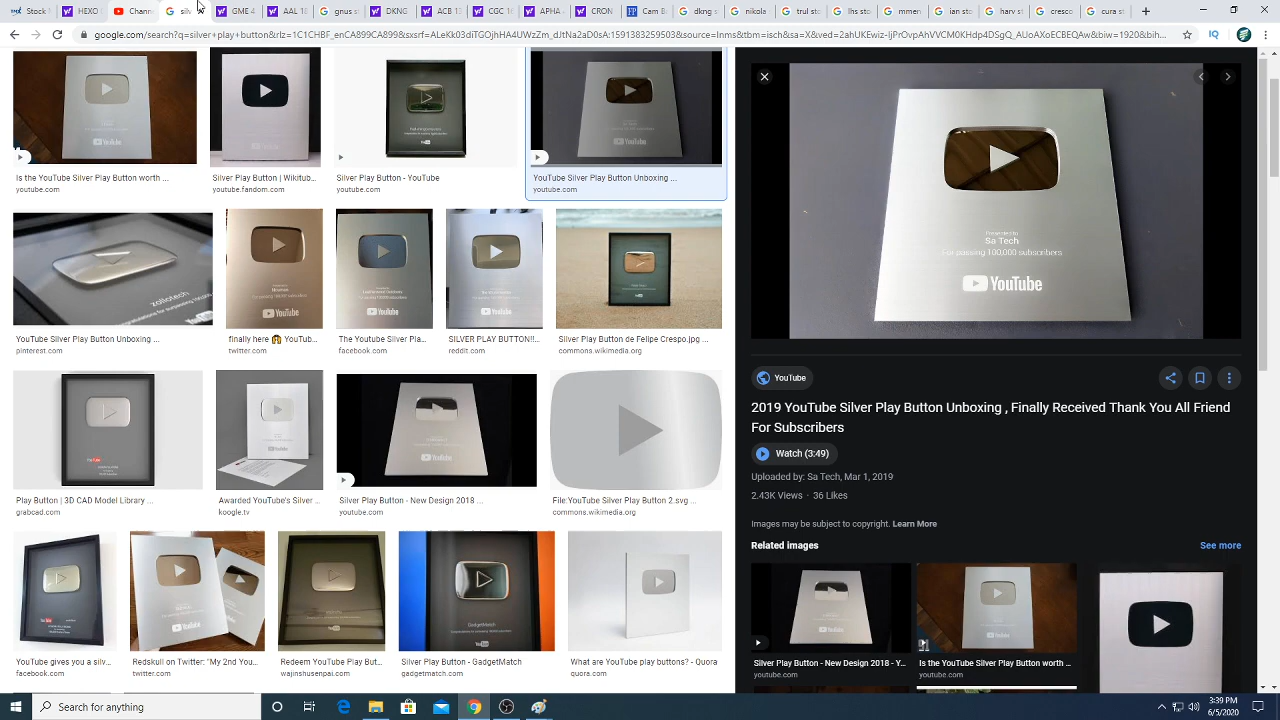 Stock
HEXO
Chann
silv
GME 4
AAL 18
gnus s
DKNG
ACB 18
CGC 16
APHA
Cam B
dlng s
nikola
trul s
lhs sto
mmen
ian sto
harv s
cresco
cura s
google.com/search?q=silver+play+button&rlz=1C1CHBF_enCA899CA899&sxsrf=ALeKk03diTGOjhHA4UWzZm_dJtNa2aD0sA:1591383259503&source=lnms&tbm=isch&sa=X&ved=2ahUKEwiz-
IQ
Is the YouTube Silver Play Button worth ...
youtube.com
Silver Play Button | Wikitub...
youtube.fandom.com
Silver Play Button - YouTube
youtube.com
YouTube Silver Play Button Unboxing ...
youtube.com
YouTube Silver Play Button Unboxing ...
pinterest.com
finally here 🙌 YouTub...
twitter.com
The Youtube Silver Pla...
facebook.com
SILVER PLAY BUTTON!!...
reddit.com
Silver Play Button de Felipe Crespo.jpg ...
commons.wikimedia.org
Play Button | 3D CAD Model Library ...
grabcad.com
Awarded YouTube's Silver ...
koogle.tv
Silver Play Button - New Design 2018 ...
youtube.com
File:YouTube Silver Play Button 2.svg ...
commons.wikimedia.org
YouTube gives you a silv...
facebook.com
Redskull on Twitter: "My 2nd You...
twitter.com
Redeem YouTube Play But...
wajinshusenpai.com
Silver Play Button - GadgetMatch
gadgetmatch.com
What are YouTube play buttons? - Quora
quora.com
Presented to
Sa Tech
For passing 100,000 subscribers
YouTube
YouTube
2019 YouTube Silver Play Button Unboxing , Finally Received Thank You All Friend
For Subscribers
Watch (3:49)
Uploaded by: Sa Tech, Mar 1, 2019
2.43K Views · 36 Likes
Images may be subject to copyright. Learn More
Related images
See more
Silver Play Button - New Design 2018 - Y...
youtube.com
Is the YouTube Silver Play Button worth ...
youtube.com
Search for anything
3:39 PM
6/5/2020